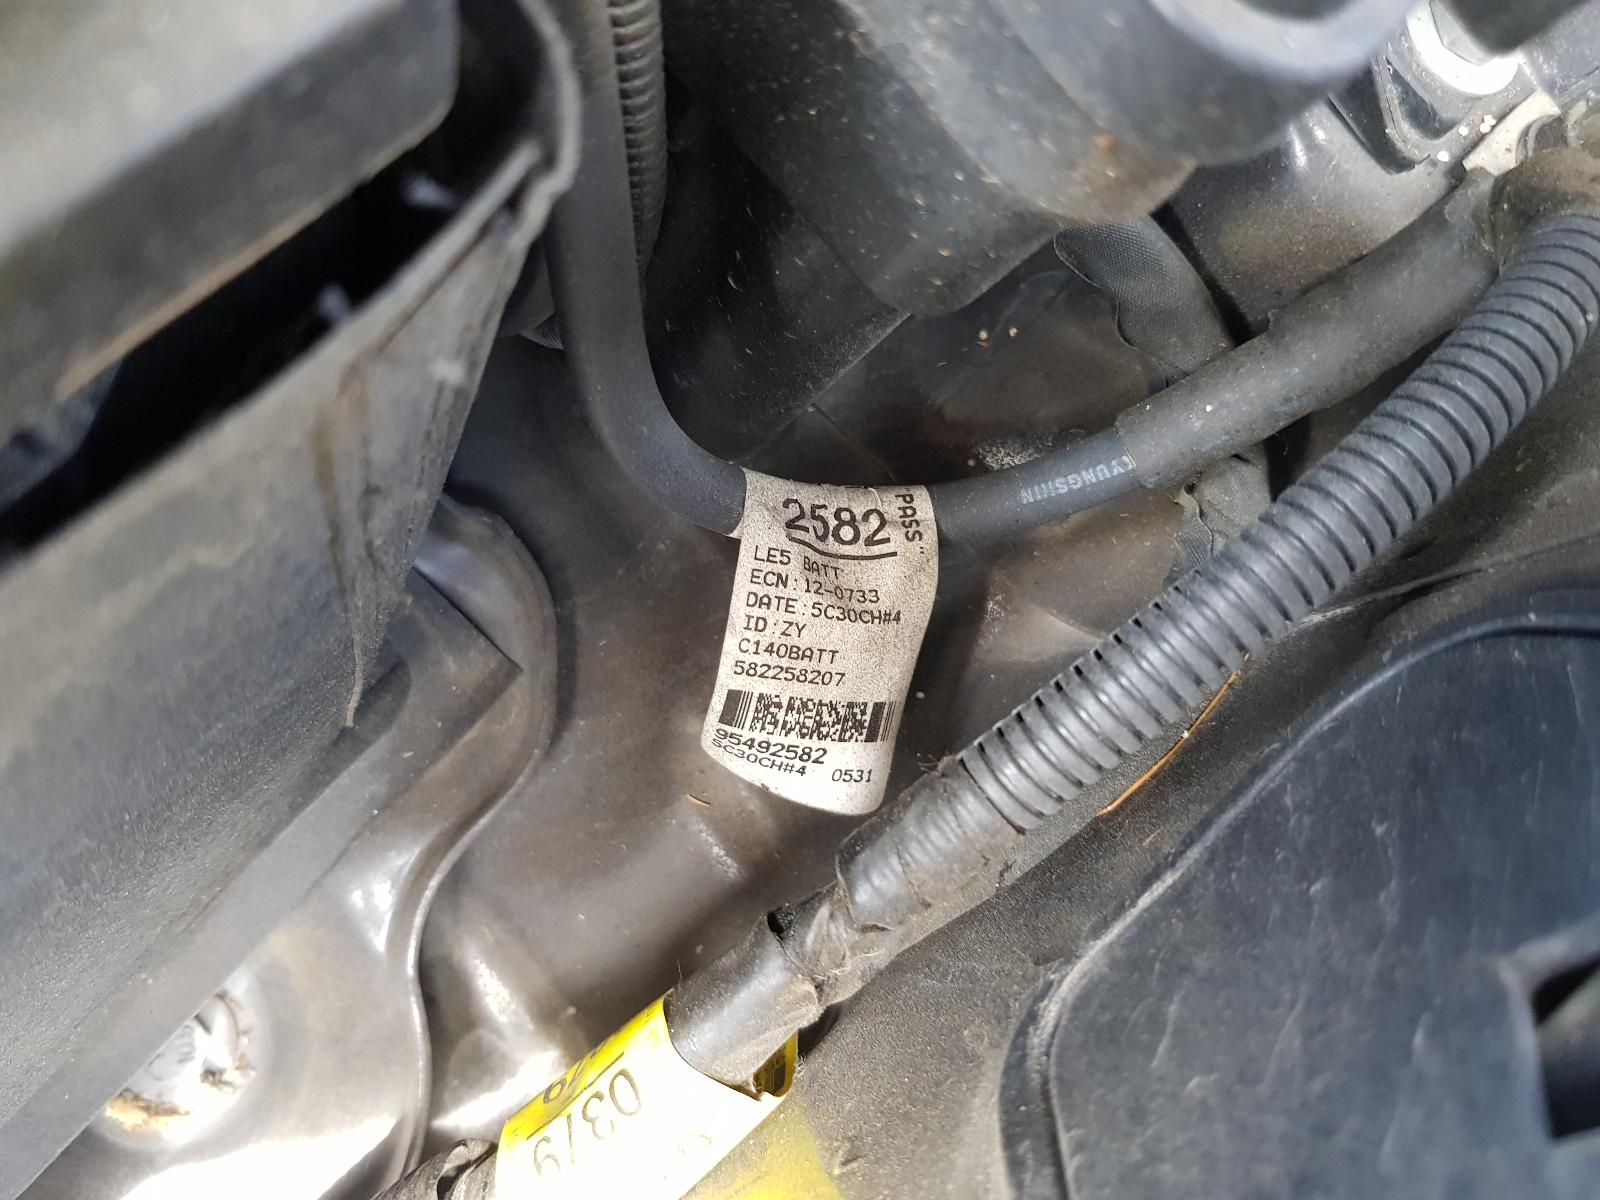 PASS"
2582
LE5 BATT
ECN:12-0733
DATE:5C30CH#4
ID:ZY
C140BATT
582258207
95492582
5C30CH#4 0531
KYUNGSHIN
0379